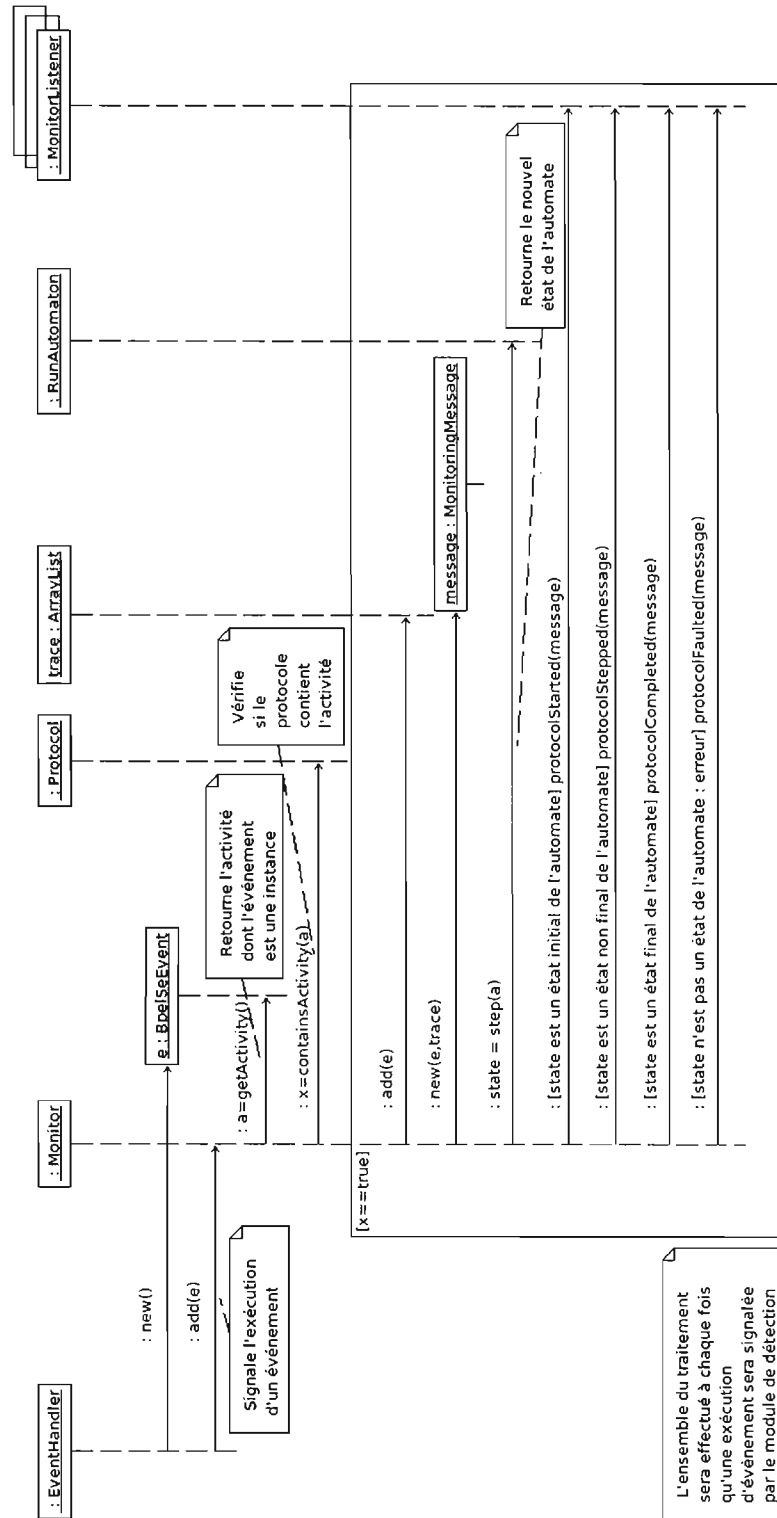 : EventHandler
: Monitor
e : BpelSeEvent
: Protocol
trace : ArrayList
: RunAutomaton
: MonitorListener
: new()
: add(e)
Signale l'exécution
d'un événement
: a=getActivity()
Retourne l'activité
dont l'événement
est une instance
: x=containsActivity(a)
Vérifie
si le
protocole
contient
l'activité
[x==true]
: add(e)
: new(e,trace)
message : MonitoringMessage
: state = step(a)
Retourne le nouvel
état de l'automate
: [state est un état initial de l'automate] protocolStarted(message)
: [state est un état non final de l'automate] protocolStepped(message)
: [state est un état final de l'automate] protocolCompleted(message)
: [state n'est pas un état de l'automate : erreur] protocolFaulted(message)
L'ensemble du traitement
sera effectué à chaque fois
qu'une exécution
d'événement sera signalée
par le module de détection